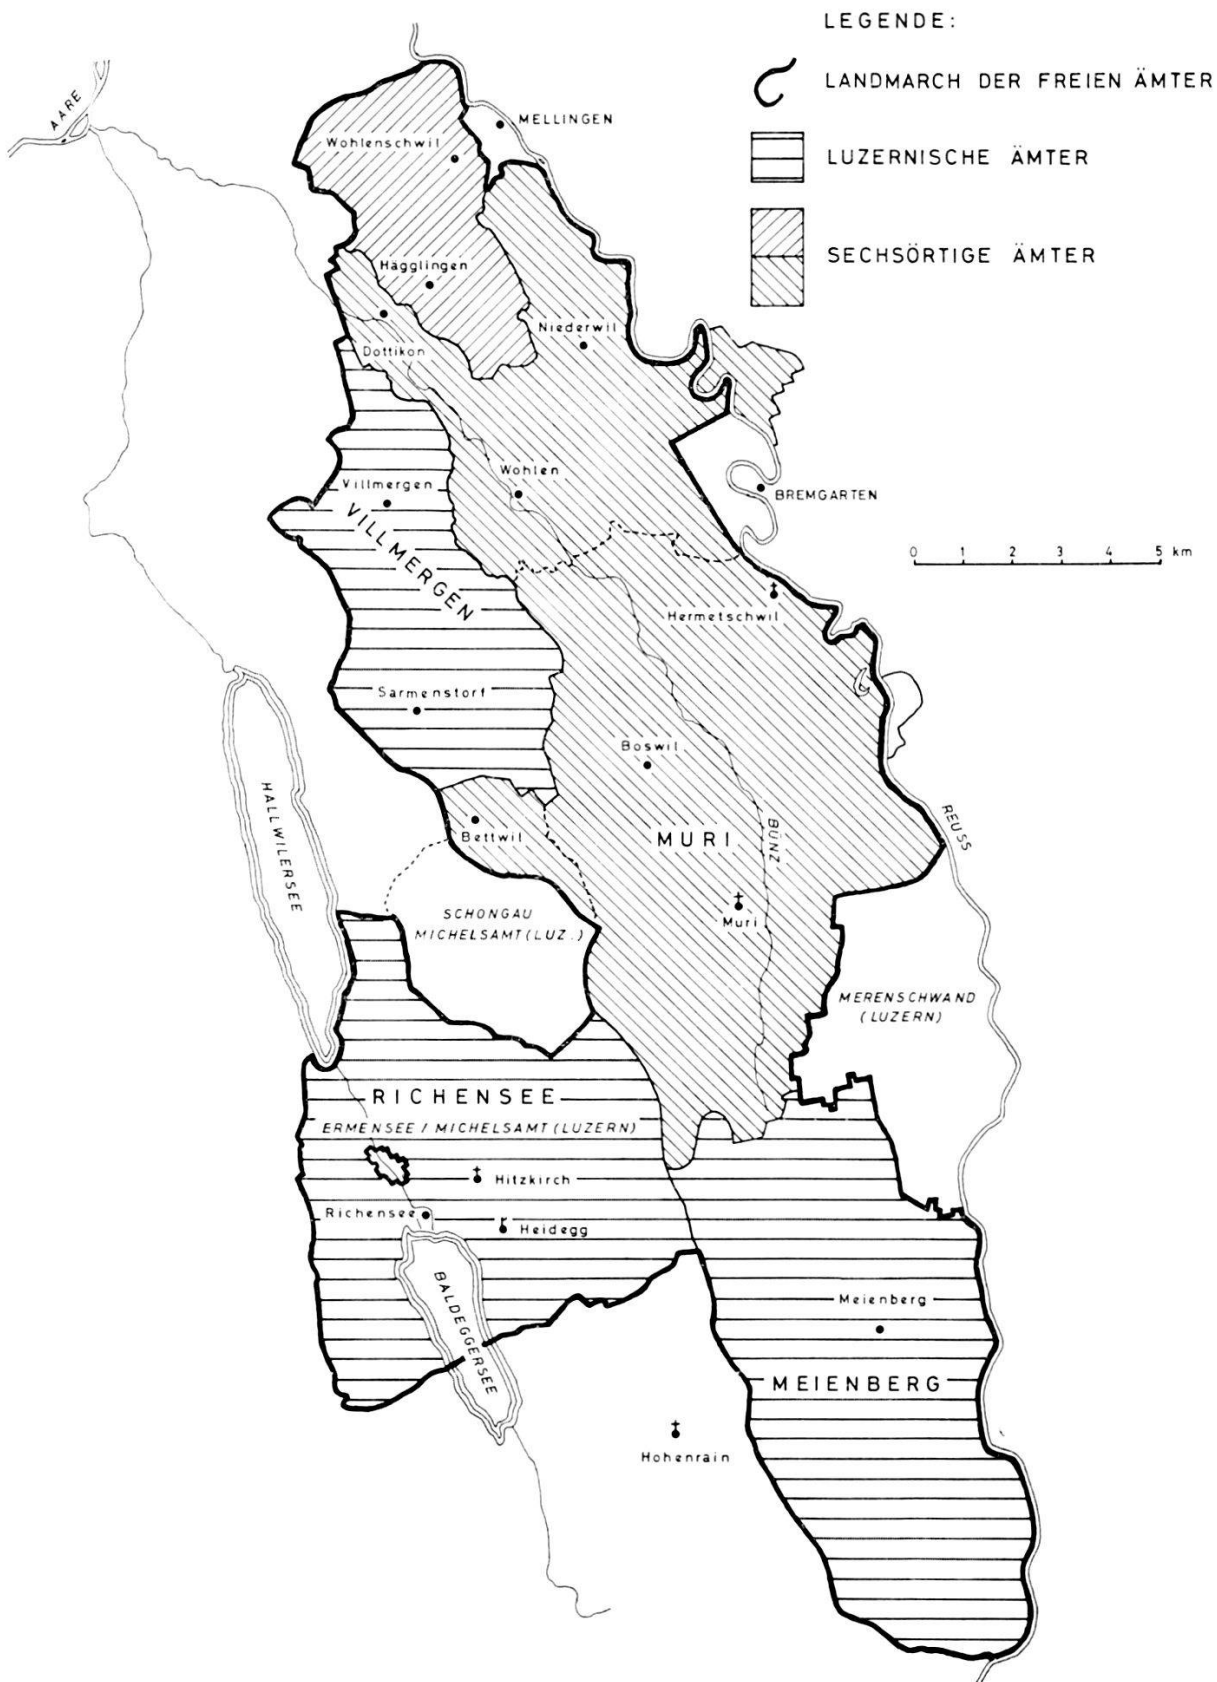 LEGENDE:
LANDMARCH DER FREIEN ÄMTER
LUZERNISCHE ÄMTER
SECHSÖRTIGE ÄMTER
AARE
MELLINGEN
Wohlenschwil
Hägglingen
Niederwil
Dottikon
Wohlen
BREMGARTEN
Villmergen
VILLMERGEN
0 1 2 3 4 5 km
Hermetschwil
Sarmenstorf
Boswil
HALLWILERSEE
Bettwil
MURI
BÜNZ
REUSS
Muri
SCHONGAU
MICHELSAMT (LUZ.)
MERENSCHWAND
(LUZERN)
RICHENSEE
ERMENSEE / MICHELSAMT (LUZERN)
Hitzkirch
Richensee
Heidegg
BALDEGGERSEE
Meienberg
MEIENBERG
Hohenrain